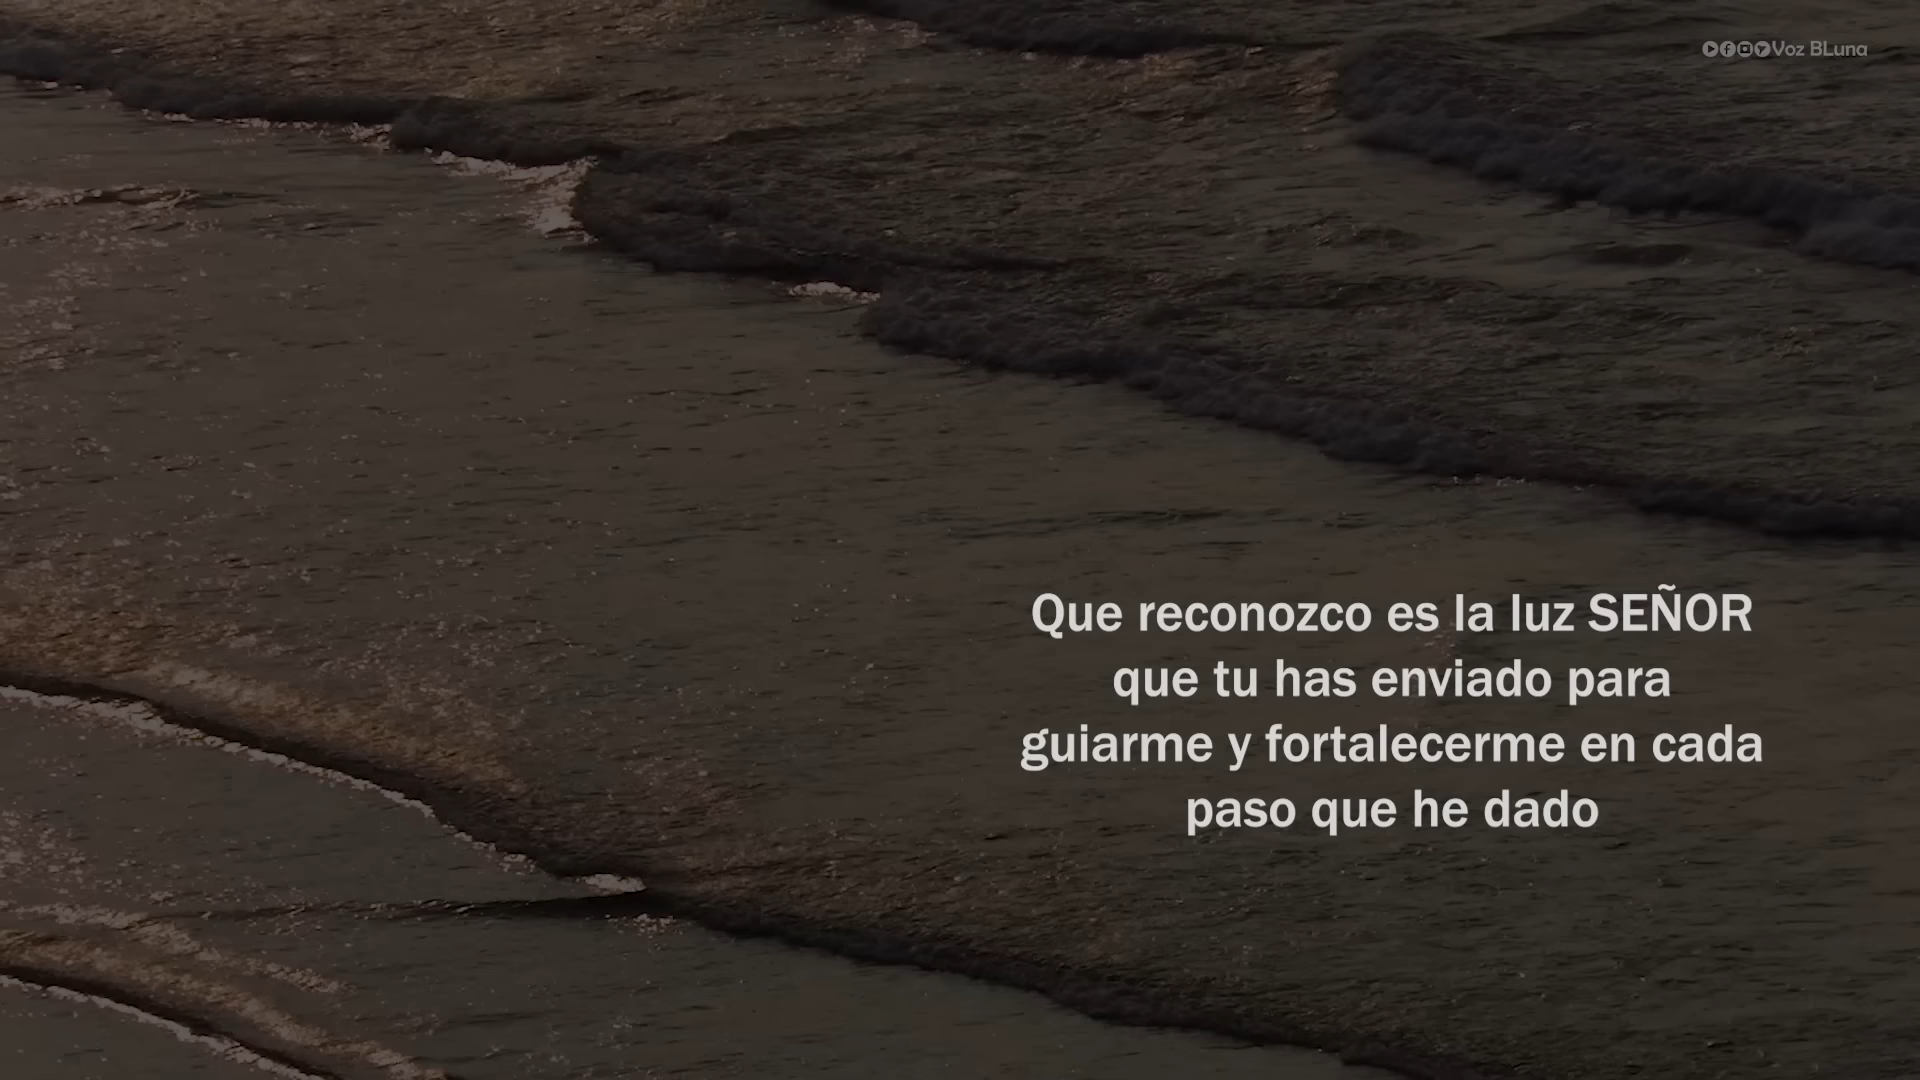 Voz BLuna
Que reconozco es la luz SEÑOR
que tu has enviado para
guiarme y fortalecerme en cada
paso que he dado